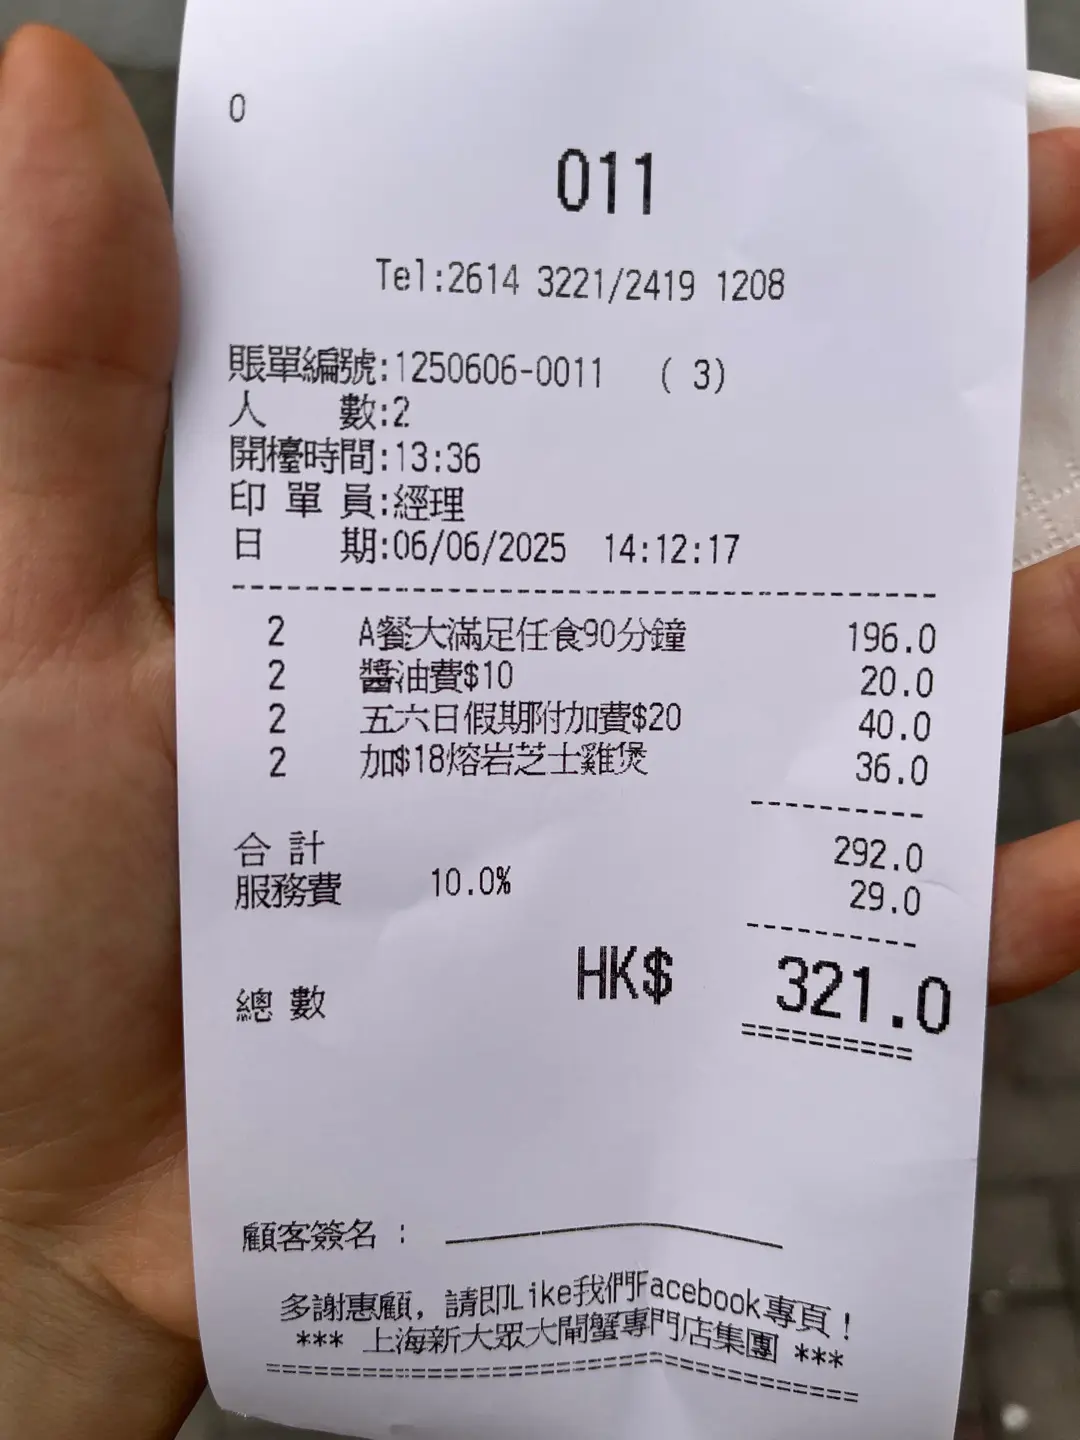 0
011
Tel:2614 3221/2419 1208
賬單編號:1250606-0011 ( 3)
人 數:2
開檯時間:13:36
印 單 員:經理
日 期:06/06/2025 14:12:17
2 A餐大滿足任食90分鐘 196.0
2 醬油費$10 20.0
2 五六日假期附加費$20 40.0
2 加$18熔岩芝士雞煲 36.0
合 計 292.0
服務費 10.0% 29.0
總 數 HK$ 321.0
顧客簽名 :
多謝惠顧，請即Like我們Facebook專頁！
*** 上海新大眾大閘蟹專門店集團 ***